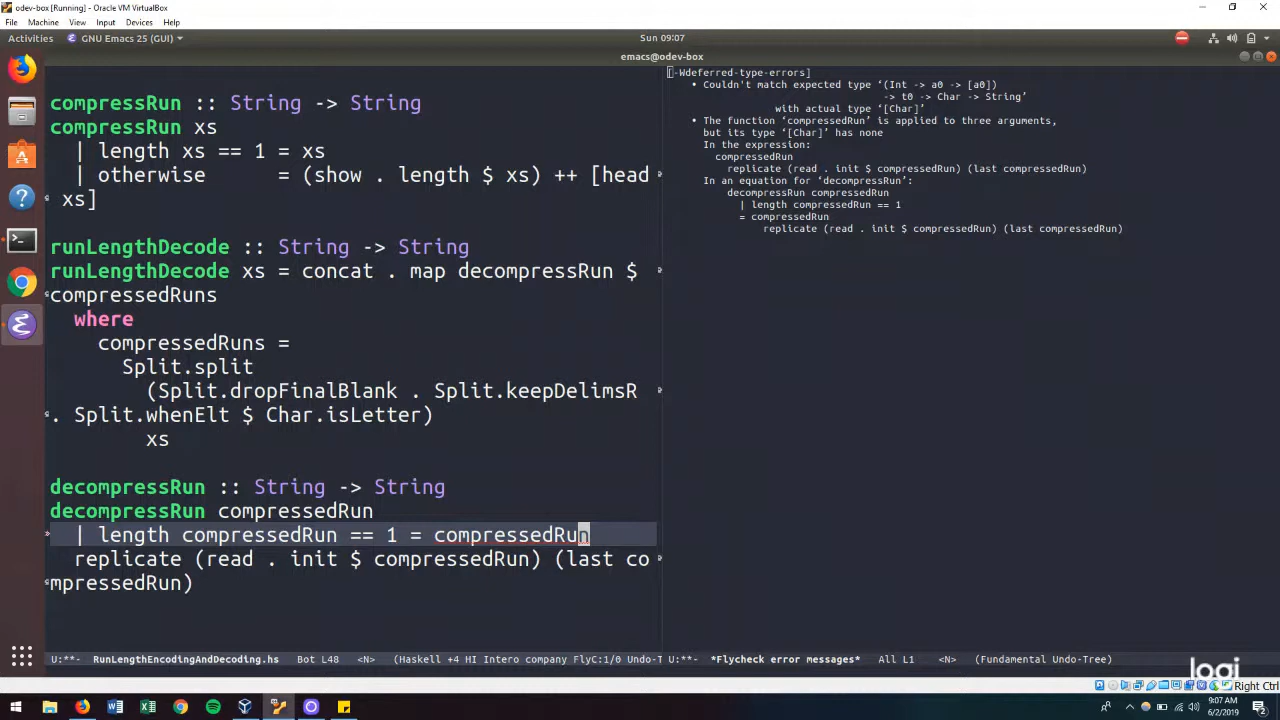 odev-box [Running] - Oracle VM VirtualBox
File Machine View Input Devices Help
Activities GNU Emacs 25 (GUI) Sun 09:07
emacs@odev-box
compressRun :: String -> String
compressRun xs
| length xs == 1 = xs
| otherwise = (show . length $ xs) ++ [head
xs]
runLengthDecode :: String -> String
runLengthDecode xs = concat . map decompressRun $
compressedRuns
where
compressedRuns =
Split.split
(Split.dropFinalBlank . Split.keepDelimsR
. Split.whenElt $ Char.isLetter)
xs
decompressRun :: String -> String
decompressRun compressedRun
| length compressedRun == 1 = compressedRun
replicate (read . init $ compressedRun) (last co
mpressedRun)
[-Wdeferred-type-errors]
• Couldn't match expected type ‘(Int -> a0 -> [a0])
-> t0 -> Char -> String’
with actual type ‘[Char]’
• The function ‘compressedRun’ is applied to three arguments,
but its type ‘[Char]’ has none
In the expression:
compressedRun
replicate (read . init $ compressedRun) (last compressedRun)
In an equation for ‘decompressRun’:
decompressRun compressedRun
| length compressedRun == 1
= compressedRun
replicate (read . init $ compressedRun) (last compressedRun)
U:**- RunLengthEncodingAndDecoding.hs Bot L48 <N> (Haskell +4 HI Intero company FlyC:1/0 Undo-T
U:**- *Flycheck error messages* All L1 <N> (Fundamental Undo-Tree)
logi
Right Ctrl
9:07 AM
6/2/2019